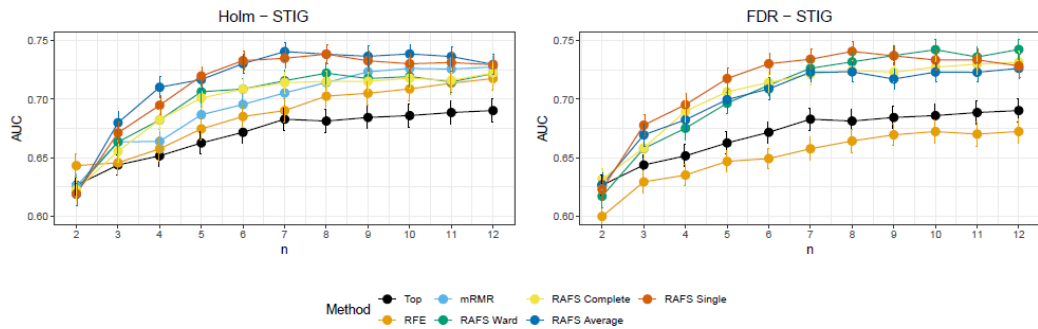 Holm − STIG
FDR − STIG
0.75
0.70
0.65
0.60
AUC
2 3 4 5 6 7 8 9 10 11 12
n
0.75
0.70
0.65
0.60
AUC
2 3 4 5 6 7 8 9 10 11 12
n
Method
Top
mRMR
RAFS Complete
RAFS Single
RFE
RAFS Ward
RAFS Average